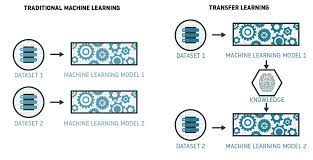 TRADITIONAL MACHINE LEARNING
DATASET 1
MACHINE LEARNING MODEL 1
DATASET 2
MACHINE LEARNING MODEL 2
TRANSFER LEARNING
DATASET 1
MACHINE LEARNING MODEL 1
KNOWLEDGE
DATASET 2
MACHINE LEARNING MODEL 2